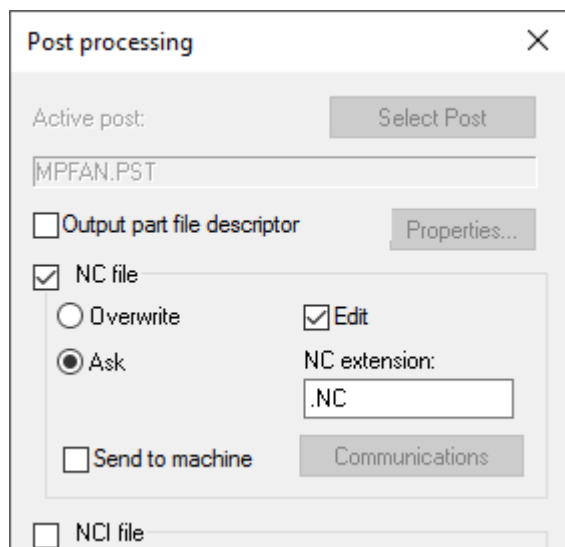 Post processing
Active post:
Select Post
MPFAN.PST
Output part file descriptor
Properties...
NC file
Overwrite
Edit
Ask
NC extension:
.NC
Send to machine
Communications
NCI file